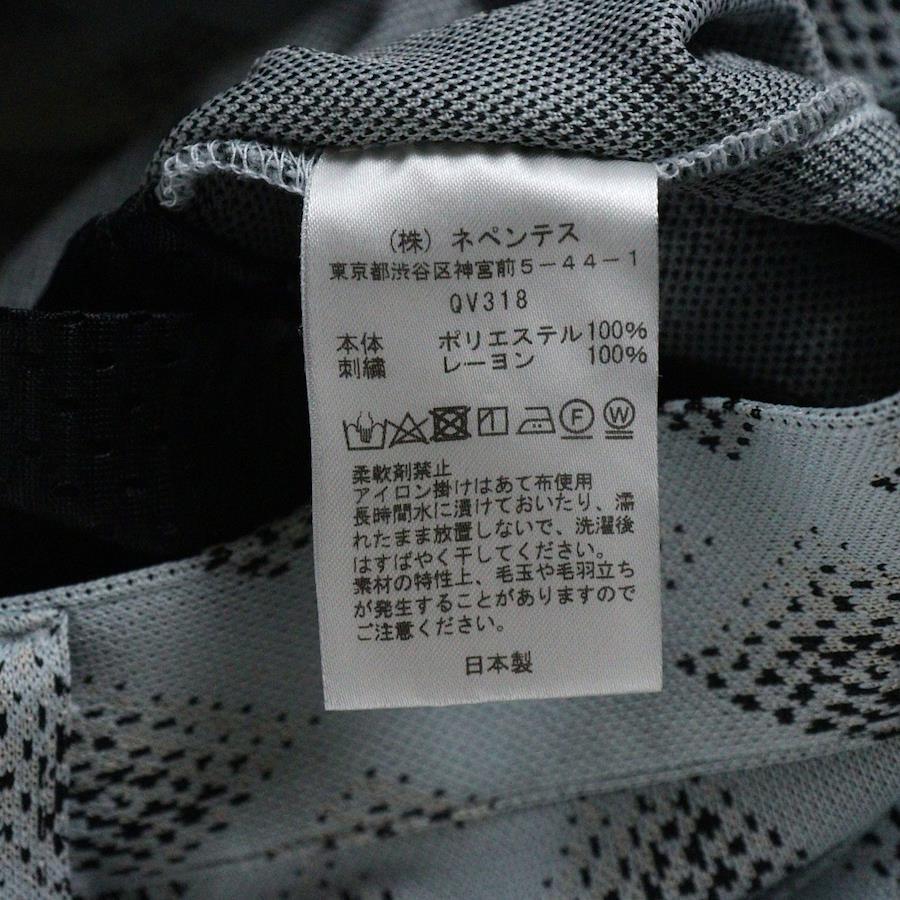 （株）ネペンテス
東京都渋谷区神宮前５－４４－１
QV318
本体 ポリエステル100%
刺繍 レーヨン 100%
F W
柔軟剤禁止
アイロン掛けはあて布使用
長時間水に漬けておいたり、濡
れたまま放置しないで、洗濯後
はすばやく干してください。
素材の特性上、毛玉や毛羽立ち
が発生することがありますので
ご注意ください。
日本製